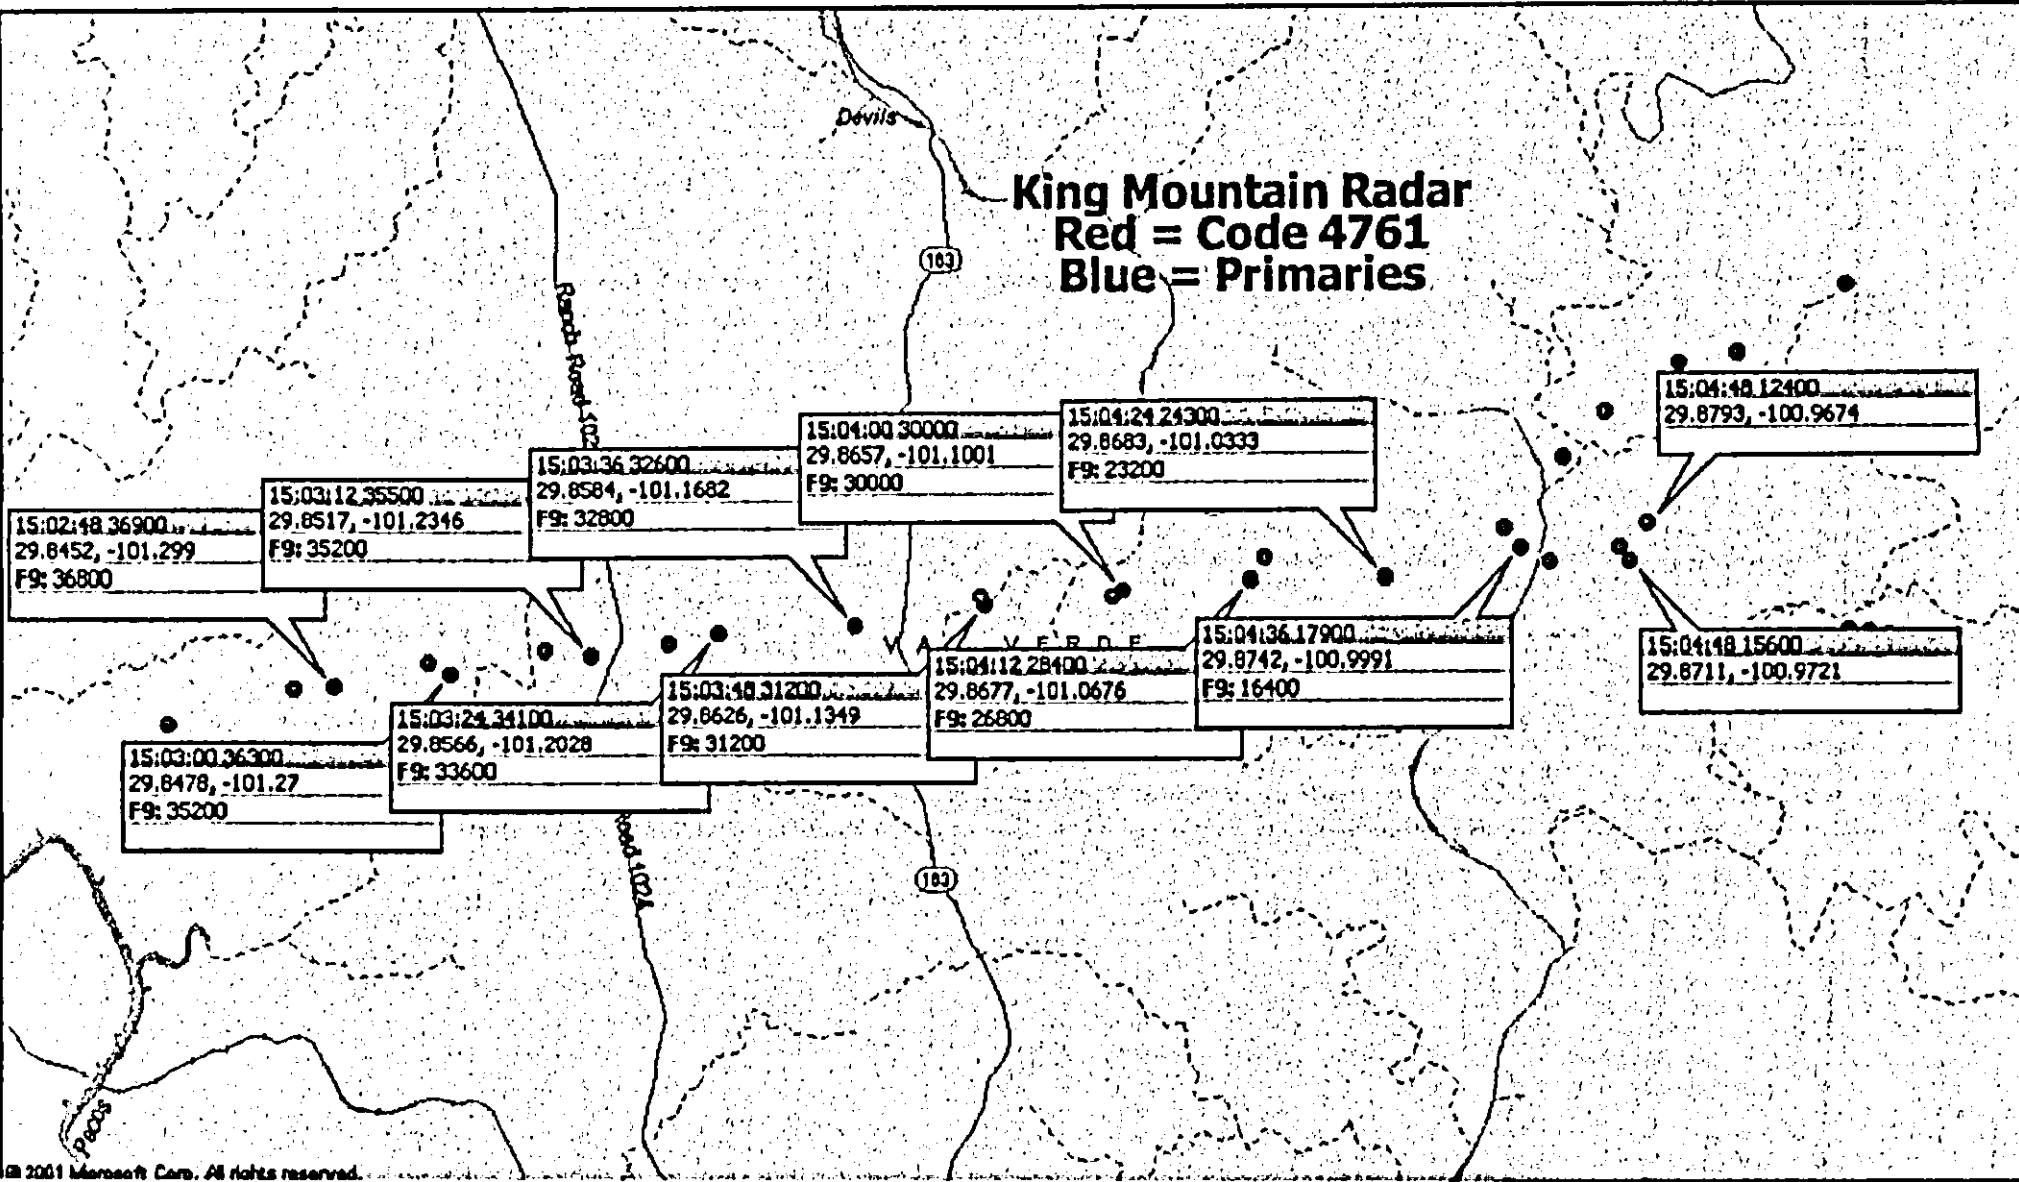 Devils
King Mountain Radar
Red = Code 4761
Blue = Primaries
183
Ranch Road 102
15:04:48 12400
29.8793, -100.9674
15:04:24 24300
29.8683, -101.0333
F9: 23200
15:04:00 30000
29.8657, -101.1001
F9: 30000
15:03:36 32600
29.8584, -101.1682
F9: 32800
15:03:12 35500
29.8517, -101.2346
F9: 35200
15:02:48 36900
29.8452, -101.299
F9: 36800
VA VERDE
15:04:36 17900
29.8742, -100.9991
F9: 16400
15:04:48 15600
29.8711, -100.9721
15:04:12 28400
29.8677, -101.0676
F9: 26800
15:03:48 31200
29.8626, -101.1349
F9: 31200
15:03:24 34100
29.8566, -101.2028
F9: 33600
15:03:00 36300
29.8478, -101.27
F9: 35200
oad 1024
183
Pecos
© 2001 Microsoft Corp. All rights reserved.